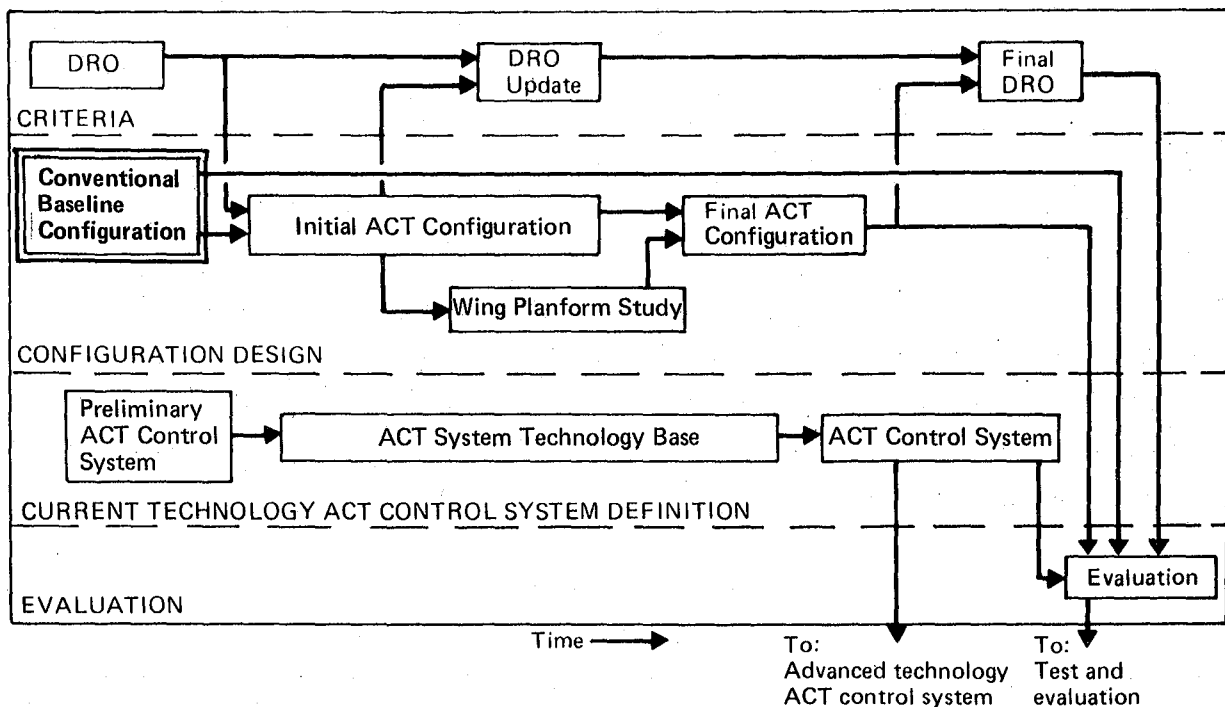 DRO
DRO
Update
Final
DRO
CRITERIA
Conventional
Baseline
Configuration
Initial ACT Configuration
Final ACT
Configuration
Wing Planform Study
CONFIGURATION DESIGN
Preliminary
ACT Control
System
ACT System Technology Base
ACT Control System
CURRENT TECHNOLOGY ACT CONTROL SYSTEM DEFINITION
Evaluation
EVALUATION
Time
To:
Advanced technology
ACT control system
To:
Test and
evaluation